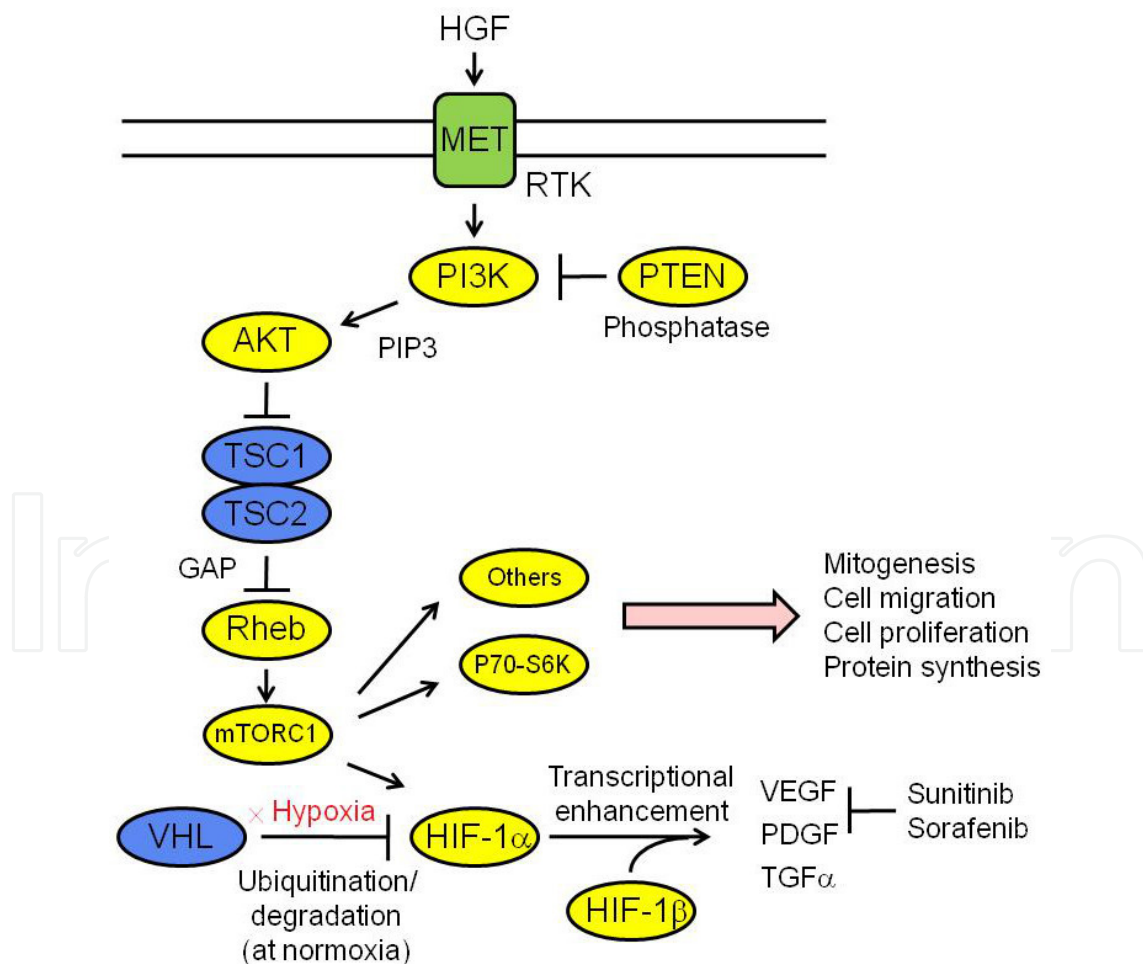 HGF
MET
RTK
PI3K
PTEN
Phosphatase
AKT
PIP3
TSC1
TSC2
GAP
Rheb
Others
P70-S6K
mTORC1
Mitogenesis
Cell migration
Cell proliferation
Protein synthesis
VHL
× Hypoxia
Ubiquitination/
degradation
(at normoxia)
HIF-1α
Transcriptional
enhancement
HIF-1β
VEGF
PDGF
TGFα
Sunitinib
Sorafenib